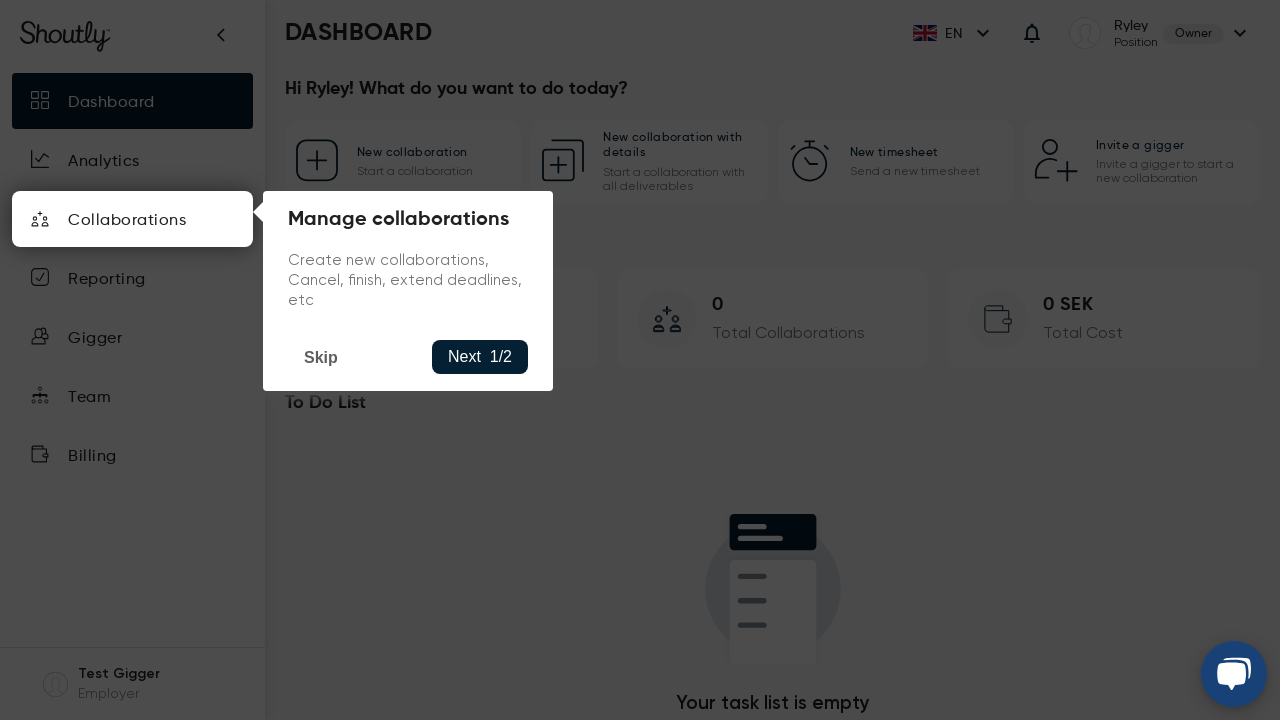 Shoutly
DASHBOARD
EN
Ryley
Position
Owner
Dashboard
Analytics
Collaborations
Reporting
Gigger
Team
Billing
Hi Ryley! What do you want to do today?
New collaboration
Start a collaboration
New collaboration with
details
Start a collaboration with
all deliverables
New timesheet
Send a new timesheet
Invite a gigger
Invite a gigger to start a
new collaboration
Manage collaborations
Create new collaborations,
Cancel, finish, extend deadlines,
etc
Skip
Next 1/2
0
Total Collaborations
0 SEK
Total Cost
To Do List
Your task list is empty
Test Gigger
Employer